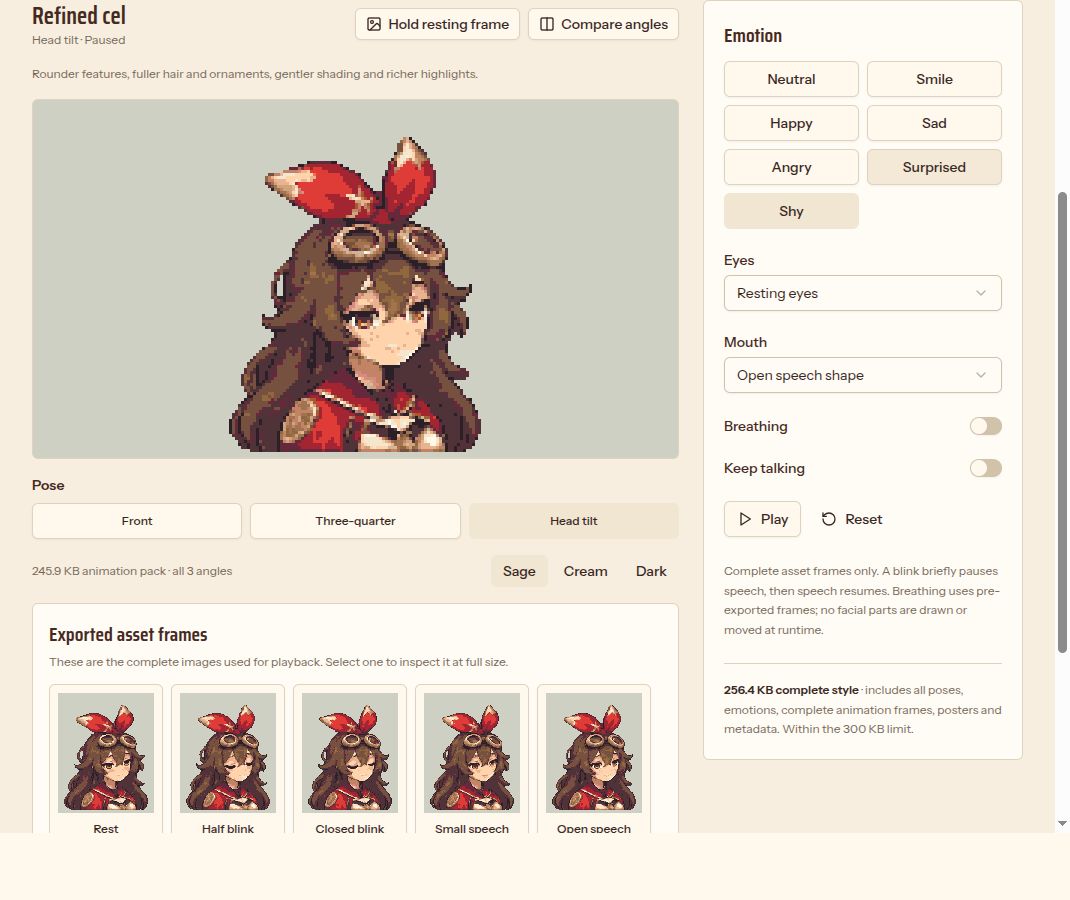 Refined cel
Head tilt · Paused
Hold resting frame
Compare angles
Rounder features, fuller hair and ornaments, gentler shading and richer highlights.
Pose
Front
Three-quarter
Head tilt
245.9 KB animation pack · all 3 angles
Sage
Cream
Dark
Exported asset frames
These are the complete images used for playback. Select one to inspect it at full size.
Rest
Half blink
Closed blink
Small speech
Open speech
Emotion
Neutral
Smile
Happy
Sad
Angry
Surprised
Shy
Eyes
Resting eyes
Mouth
Open speech shape
Breathing
Keep talking
Play
Reset
Complete asset frames only. A blink briefly pauses
speech, then speech resumes. Breathing uses pre-
exported frames; no facial parts are drawn or
moved at runtime.
256.4 KB complete style · includes all poses,
emotions, complete animation frames, posters and
metadata. Within the 300 KB limit.